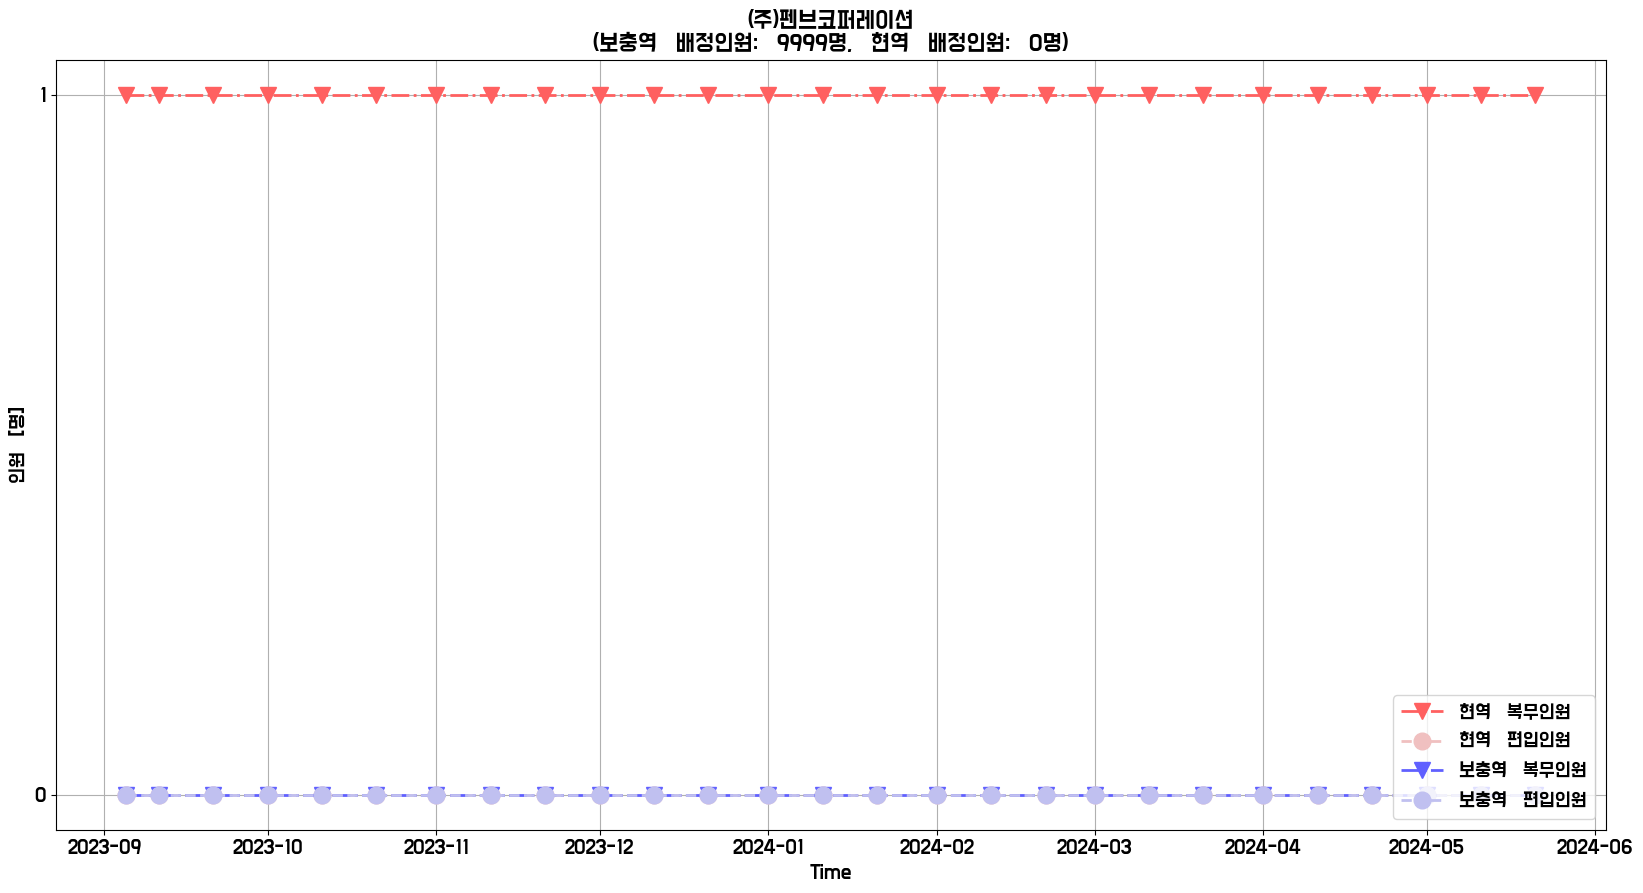 (주)펜브코퍼레이션
(보충역 배정인원: 9999명, 현역 배정인원: 0명)
1
인원 [명]
0
현역 복무인원
현역 편입인원
보충역 복무인원
보충역 편입인원
2023-09 2023-10 2023-11 2023-12 2024-01 2024-02 2024-03 2024-04 2024-05 2024-06
Time